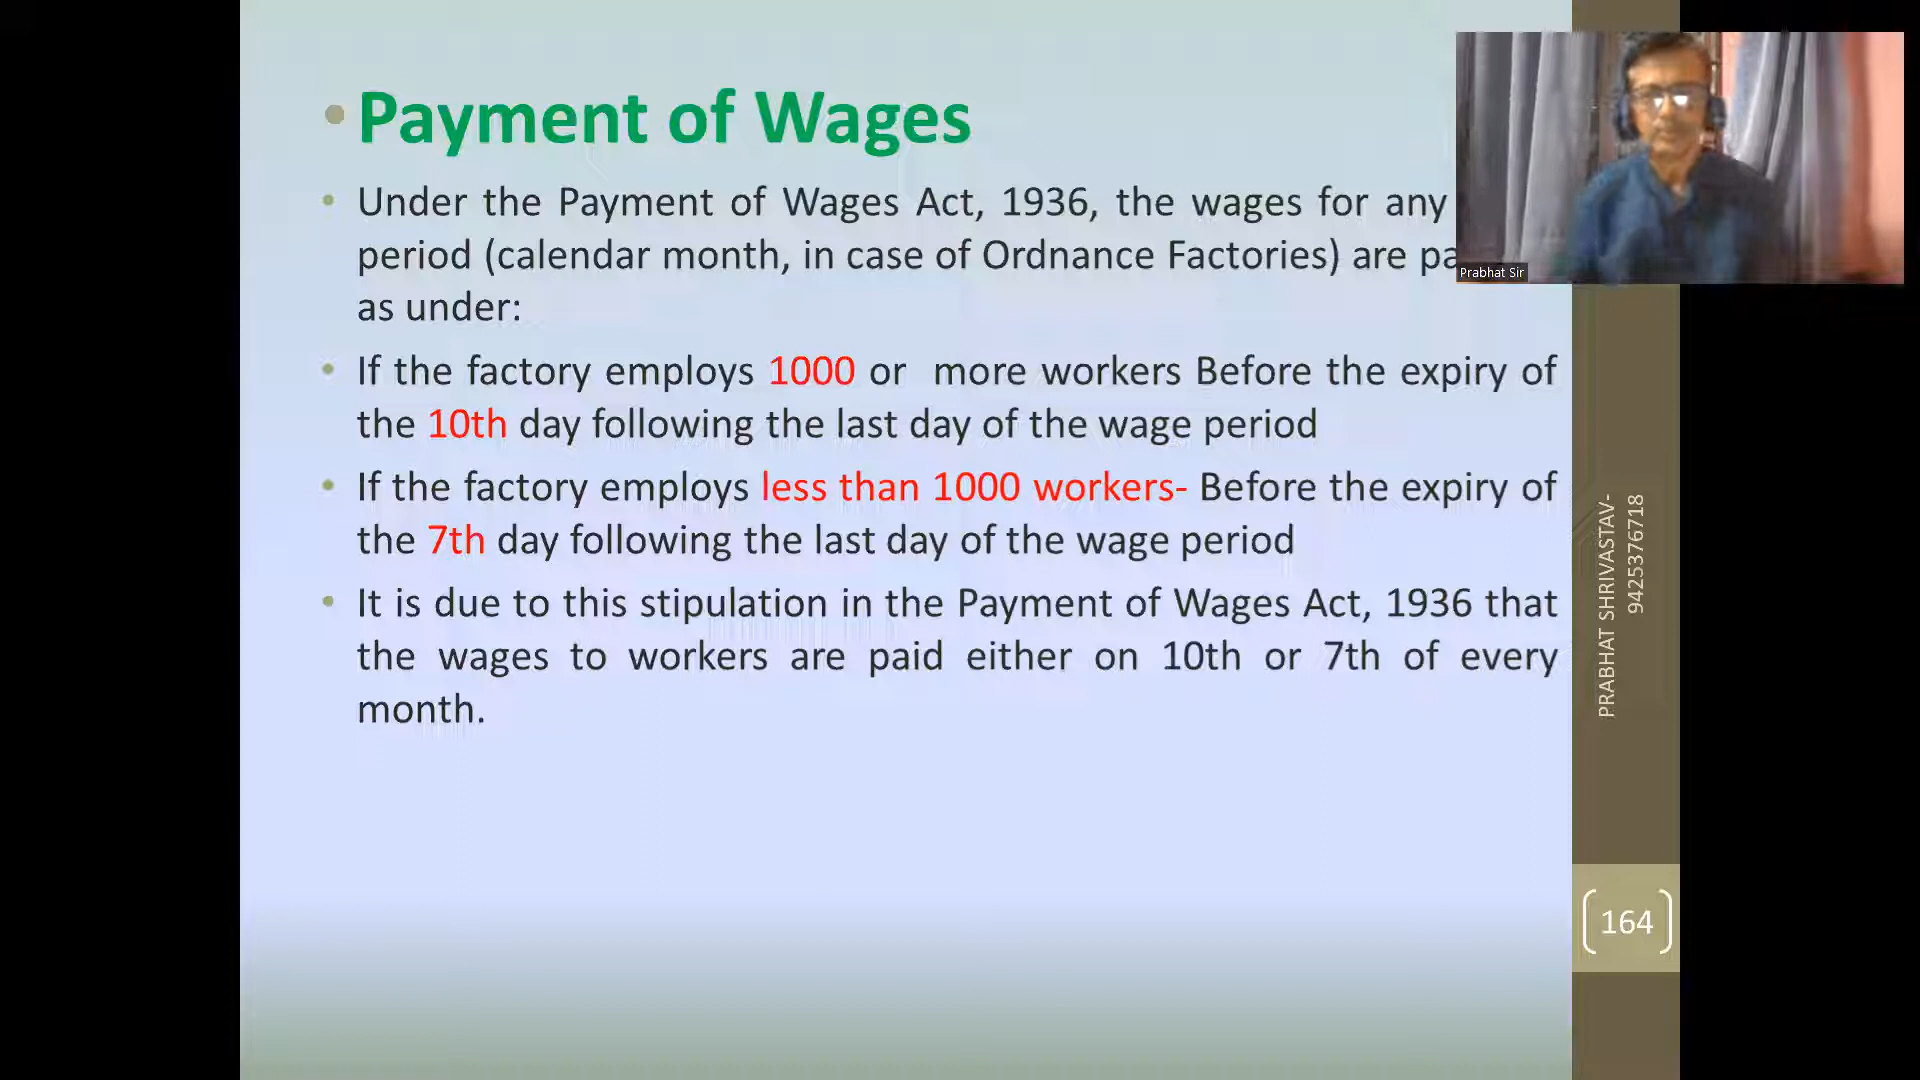 Payment of Wages
Under the Payment of Wages Act, 1936, the wages for any
period (calendar month, in case of Ordnance Factories) are
as under:
If the factory employs 1000 or more workers Before the expiry of
the 10th day following the last day of the wage period
If the factory employs less than 1000 workers- Before the expiry of
the 7th day following the last day of the wage period
It is due to this stipulation in the Payment of Wages Act, 1936 that
the wages to workers are paid either on 10th or 7th of every
month.
Prabhat Sir
PRABHAT SHRIVASTAV-
9425376718
164